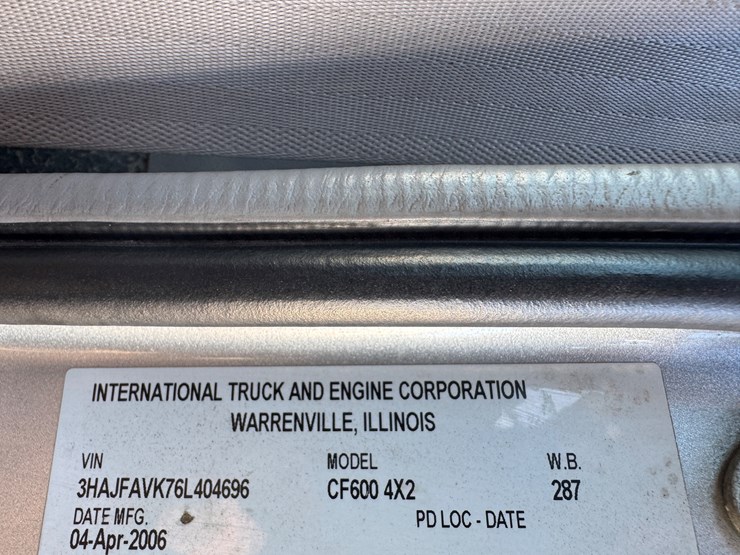 INTERNATIONAL TRUCK AND ENGINE CORPORATION
WARRENVILLE, ILLINOIS
VIN MODEL W.B.
3HAJFAVK76L404696 CF600 4X2 287
DATE MFG. PD LOC - DATE
04-Apr-2006